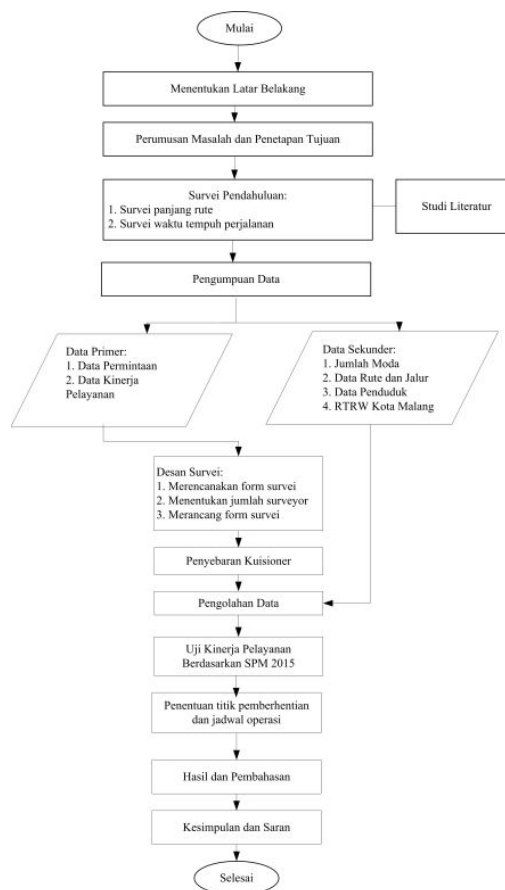 Mulai
Menentukan Latar Belakang
Perumusan Masalah dan Penetapan Tujuan
Survei Pendahuluan:
1. Survei panjang rute
2. Survei waktu tempuh perjalanan
Studi Literatur
Pengumpuan Data
Data Primer:
1. Data Permintaan
2. Data Kinerja
Pelayanan
Data Sekunder:
1. Jumlah Moda
2. Data Rute dan Jalur
3. Data Penduduk
4. RTRW Kota Malang
Desan Survei:
1. Merencanakan form survei
2. Menentukan jumlah surveyor
3. Merancang form survei
Penyebaran Kuisioner
Pengolahan Data
Uji Kinerja Pelayanan
Berdasarkan SPM 2015
Penentuan titik pemberhentian
dan jadwal operasi
Hasil dan Pembahasan
Kesimpulan dan Saran
Selesai